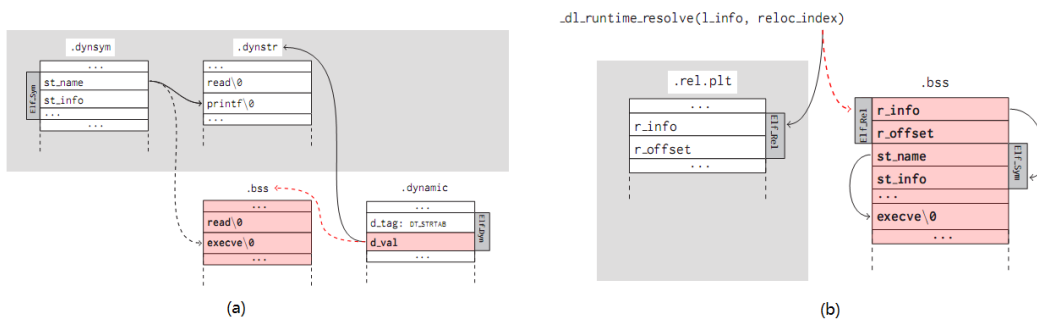 .dynsym
...
st_name
st_info
...
...
Elf_Sym
.dynstr
...
read\0
printf\0
.bss
...
read\0
execve\0
...
.dynamic
...
d_tag: DT_STRTAB
d_val
...
Elf_Dyn
(a)
_dl_runtime_resolve(l_info, reloc_index)
.rel.plt
...
r_info
r_offset
...
Elf_Rel
.bss
Elf_Rel
r_info
r_offset
st_name
st_info
...
execve\0
...
Elf_Sym
(b)